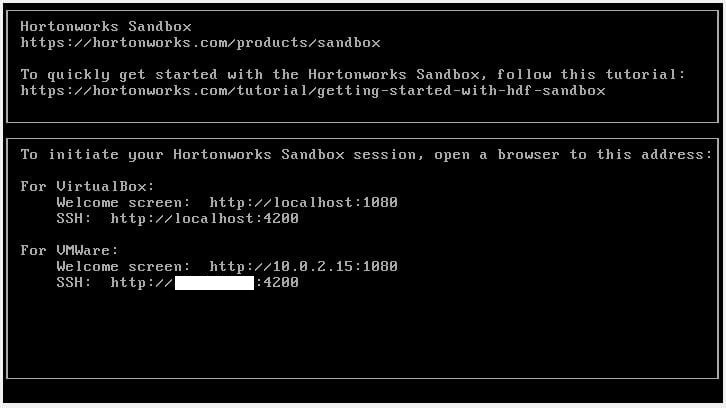 Hortonworks Sandbox
https://hortonworks.com/products/sandbox
To quickly get started with the Hortonworks Sandbox, follow this tutorial:
https://hortonworks.com/tutorial/getting-started-with-hdf-sandbox
To initiate your Hortonworks Sandbox session, open a browser to this address:
For VirtualBox:
Welcome screen: http://localhost:1080
SSH: http://localhost:4200
For VMWare:
Welcome screen: http://10.0.2.15:1080
SSH: http:// :4200